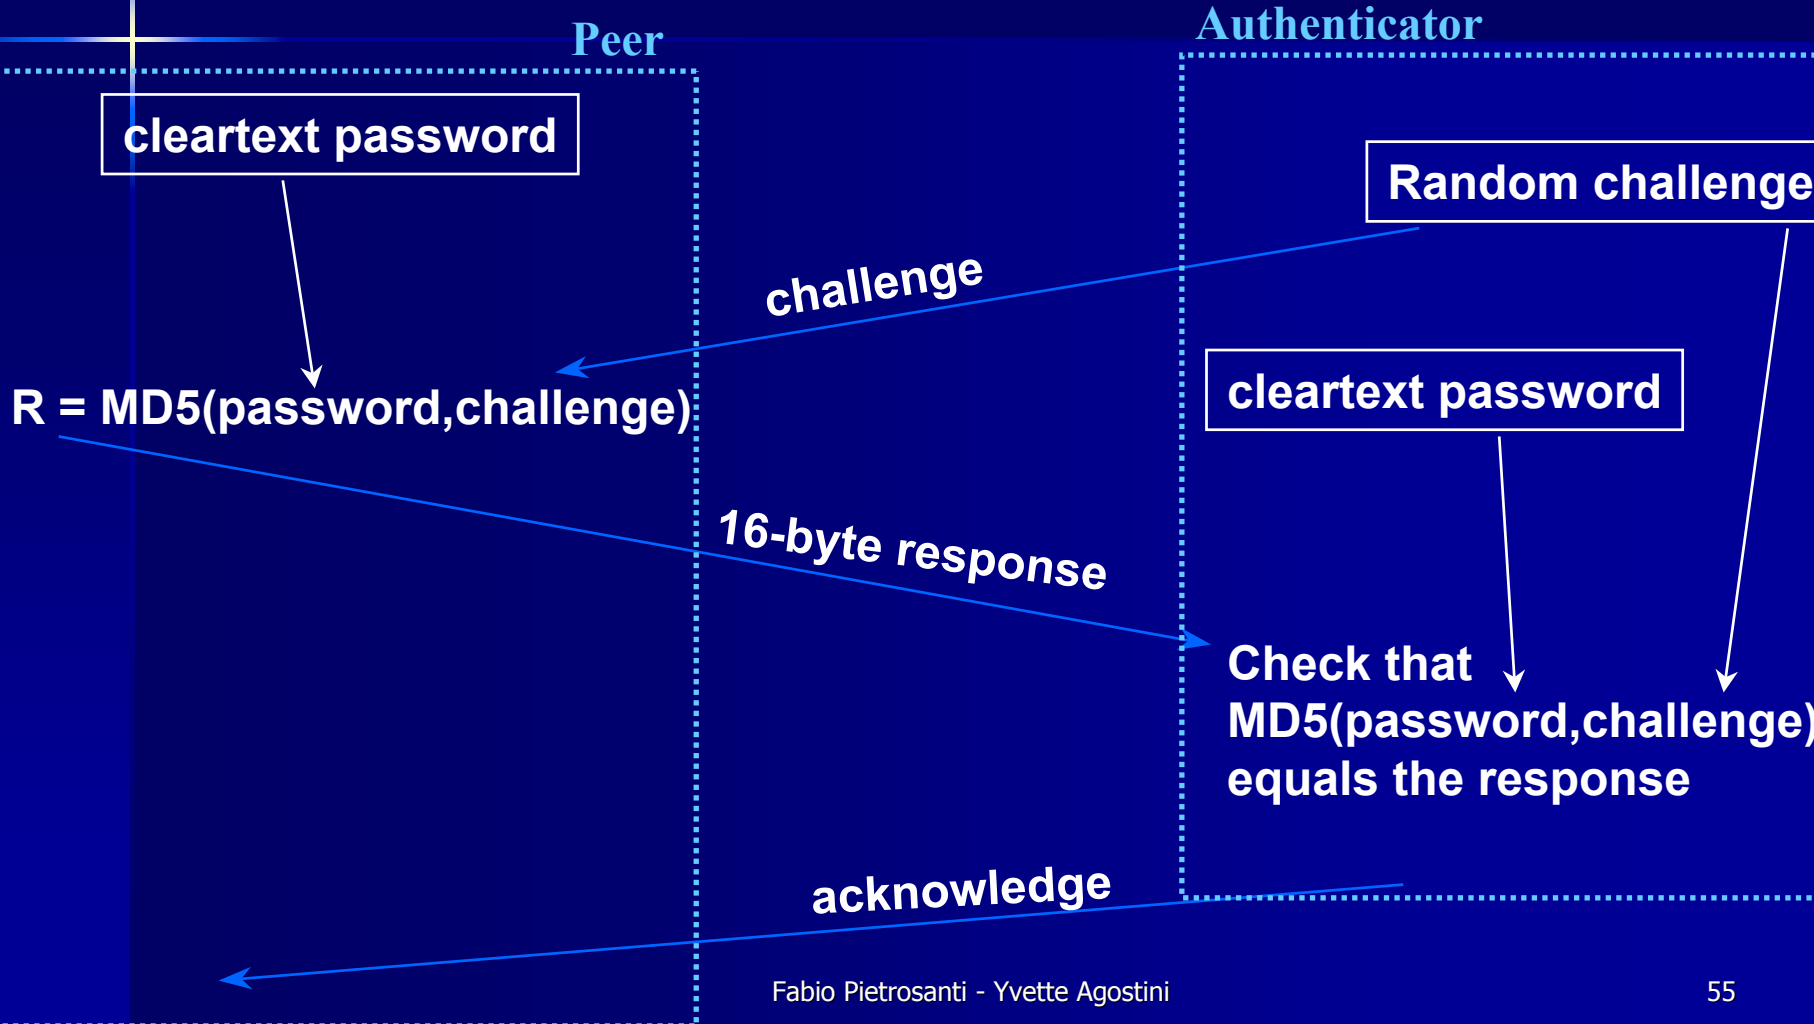 Peer
Authenticator
cleartext password
Random challenge
challenge
cleartext password
R = MD5(password,challenge)
16-byte response
Check that
MD5(password,challenge)
equals the response
acknowledge
Fabio Pietrosanti - Yvette Agostini
55